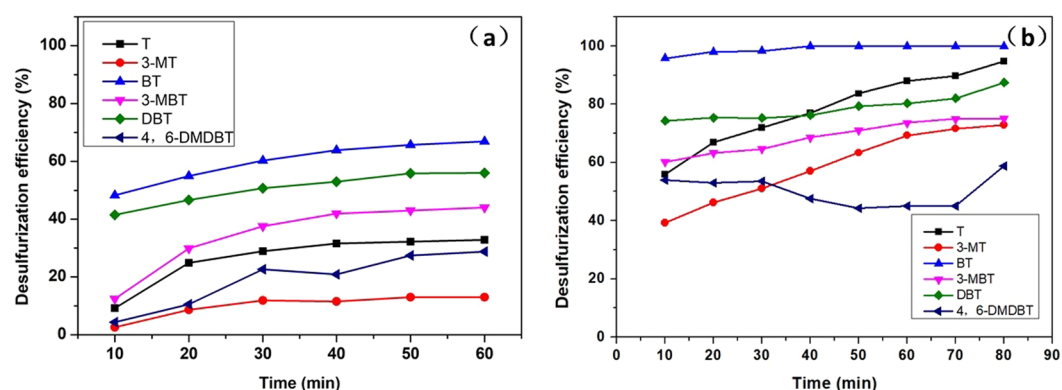 (a)
Desulfurization efficiency (%)
100
80
60
40
20
0
T
3-MT
BT
3-MBT
DBT
4，6-DMDBT
10 20 30 40 50 60
Time (min)
（b）
Desulfurization efficiency (%)
100
80
60
40
20
0
T
3-MT
BT
3-MBT
DBT
4，6-DMDBT
0 10 20 30 40 50 60 70 80 90
Time (min)